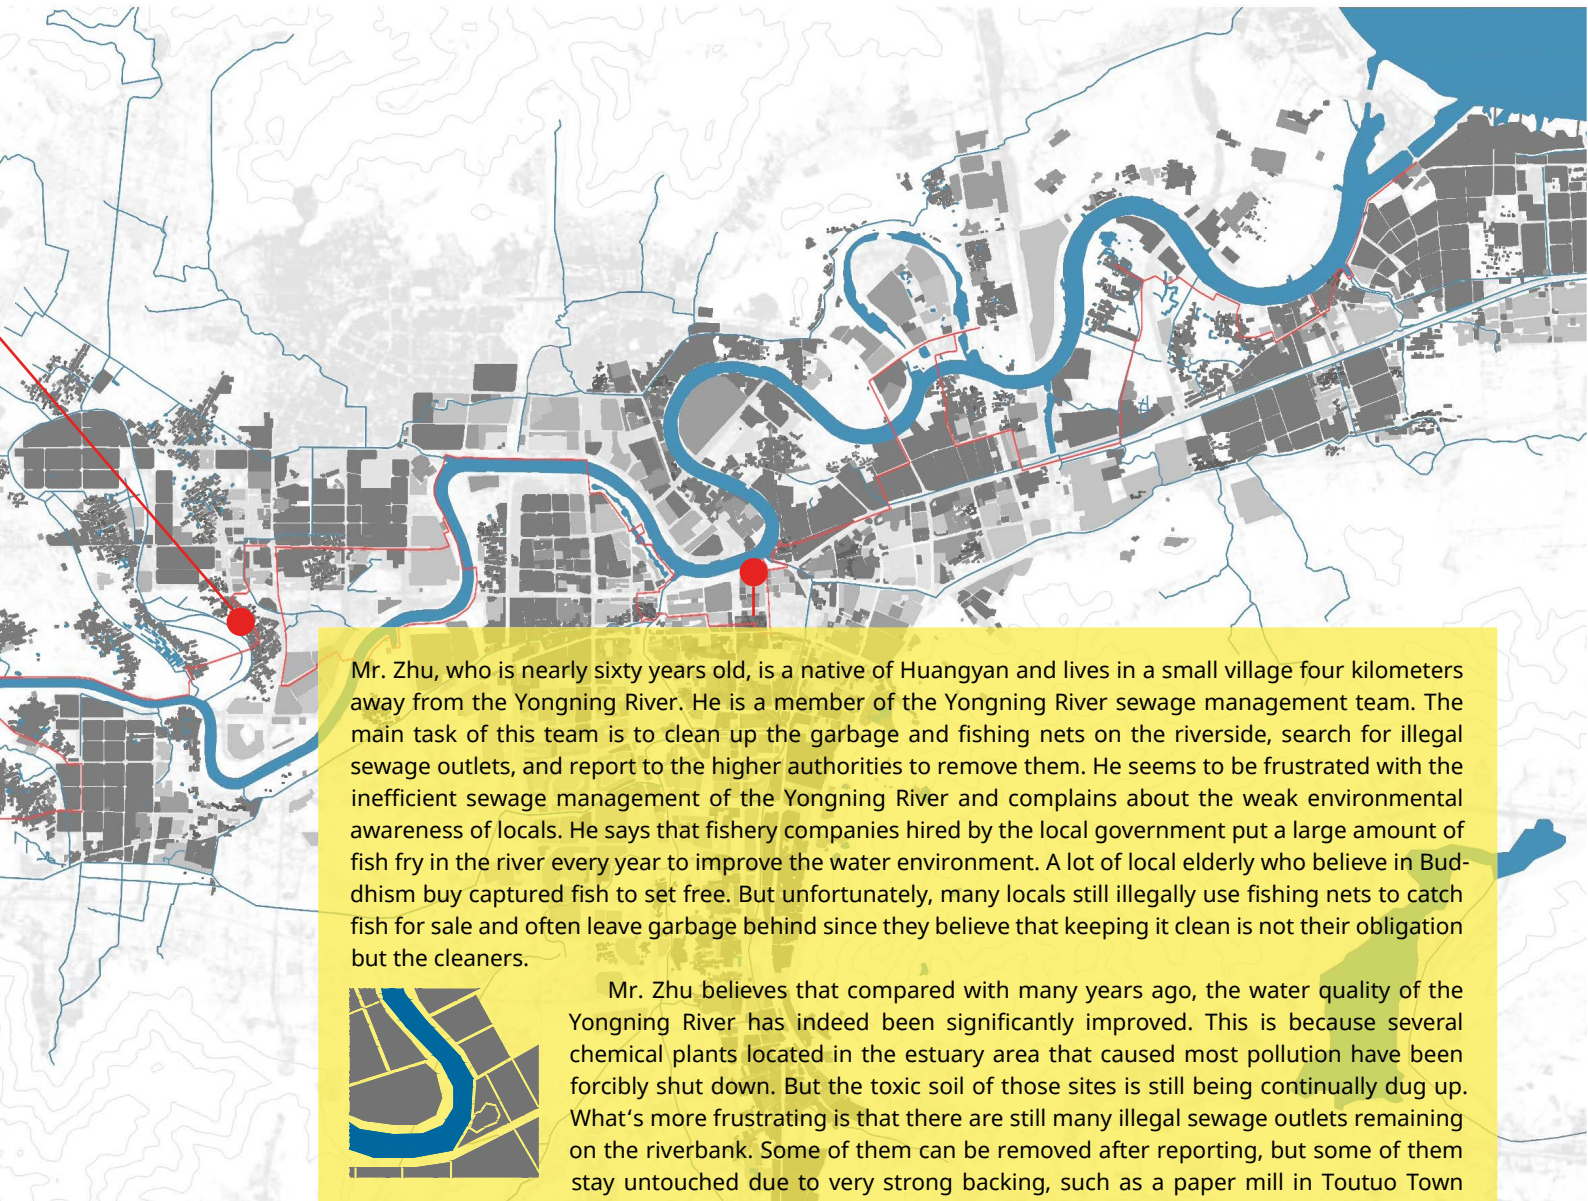 Mr. Zhu, who is nearly sixty years old, is a native of Huangyan and lives in a small village four kilometers
away from the Yongning River. He is a member of the Yongning River sewage management team. The
main task of this team is to clean up the garbage and fishing nets on the riverside, search for illegal
sewage outlets, and report to the higher authorities to remove them. He seems to be frustrated with the
inefficient sewage management of the Yongning River and complains about the weak environmental
awareness of locals. He says that fishery companies hired by the local government put a large amount of
fish fry in the river every year to improve the water environment. A lot of local elderly who believe in Bud-
dhism buy captured fish to set free. But unfortunately, many locals still illegally use fishing nets to catch
fish for sale and often leave garbage behind since they believe that keeping it clean is not their obligation
but the cleaners.
Mr. Zhu believes that compared with many years ago, the water quality of the
Yongning River has indeed been significantly improved. This is because several
chemical plants located in the estuary area that caused most pollution have been
forcibly shut down. But the toxic soil of those sites is still being continually dug up.
What‘s more frustrating is that there are still many illegal sewage outlets remaining
on the riverbank. Some of them can be removed after reporting, but some of them
stay untouched due to very strong backing, such as a paper mill in Toutuo Town